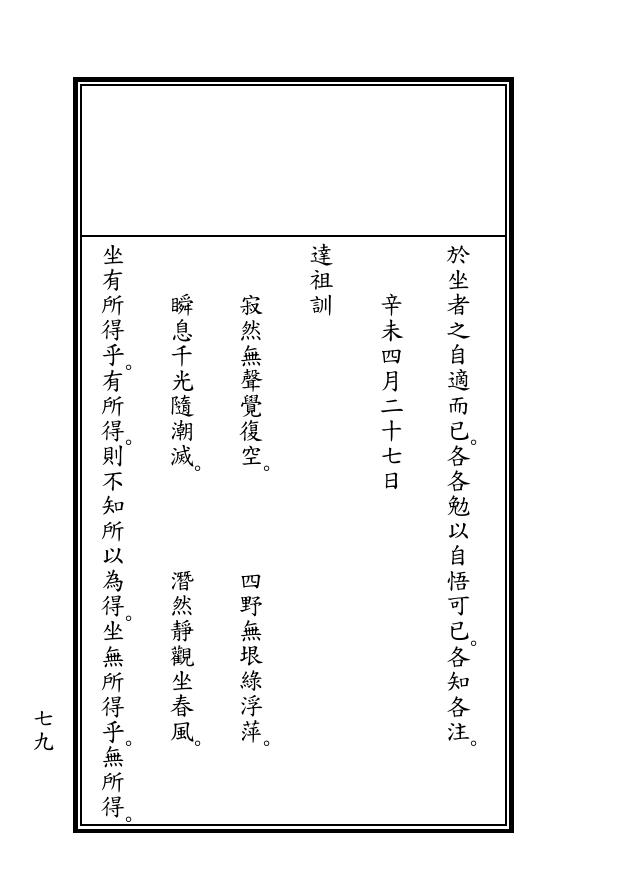 於坐者之自適而已。各各勉以自悟可已。各知各注。
辛未四月二十七日
達祖訓
寂然無聲覺復空。 四野無垠綠浮萍。
瞬息千光隨潮滅。 潛然靜觀坐春風。
坐有所得乎。有所得。則不知所以為得。坐無所得乎。無所得。
七九